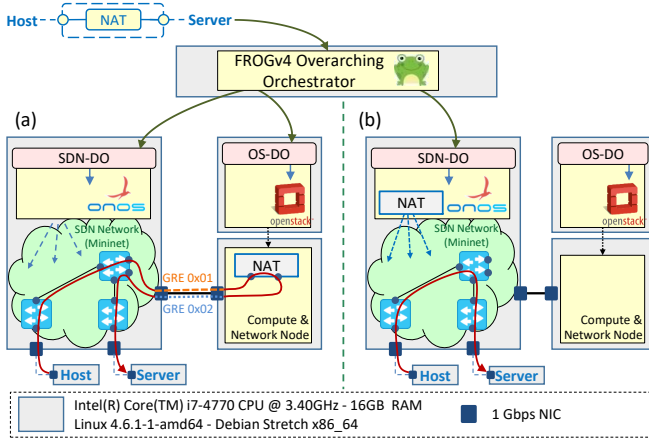 Host
NAT
Server
FROGv4 Overarching
Orchestrator
(a)
(b)
SDN-DO
OS-DO
SDN-DO
OS-DO
onos
openstack
NAT
onos
openstack
SDN Network
(Mininet)
SDN Network
(Mininet)
NAT
GRE 0x01
GRE 0x02
Compute &
Network Node
Compute &
Network Node
Host
Server
Host
Server
Intel(R) Core(TM) i7-4770 CPU @ 3.40GHz - 16GB RAM
Linux 4.6.1-1-amd64 - Debian Stretch x86_64
1 Gbps NIC